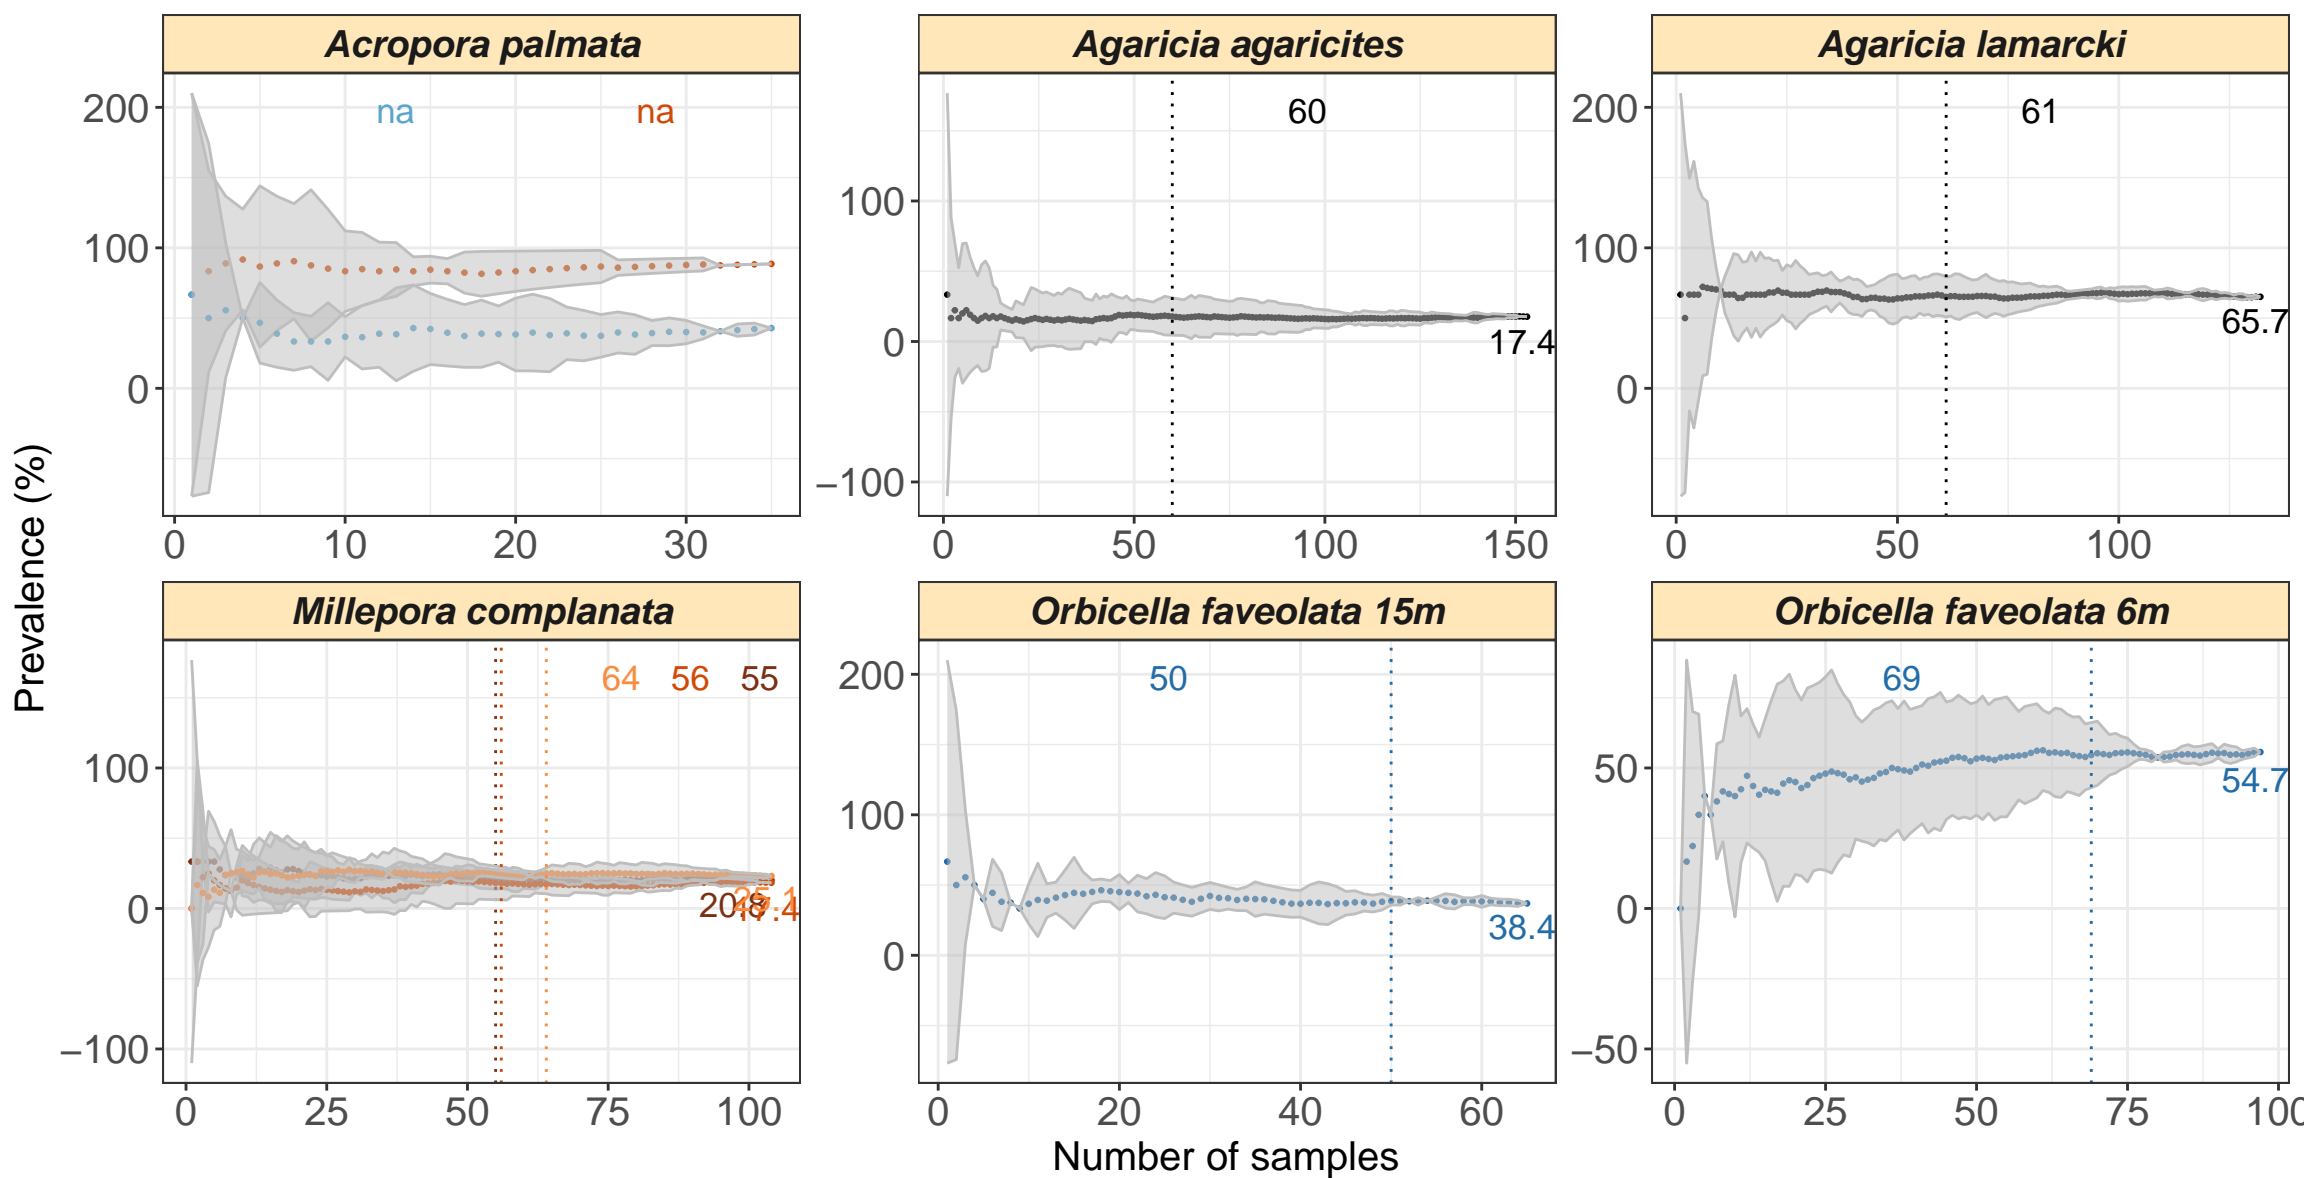 Prevalence (%)
Acropora palmata
na na
200
100
0
0 10 20 30
Agaricia agaricites
60
100
0
−100
17.4
0 50 100 150
Agaricia lamarcki
61
200
100
0
65.7
0 50 100
Millepora complanata
64 56 55
100
0
−100
25.1
17.4
0 25 50 75 100
Orbicella faveolata 15m
50
200
100
0
38.4
0 20 40 60
Orbicella faveolata 6m
69
50
0
−50
54.7
0 25 50 75 100
Number of samples